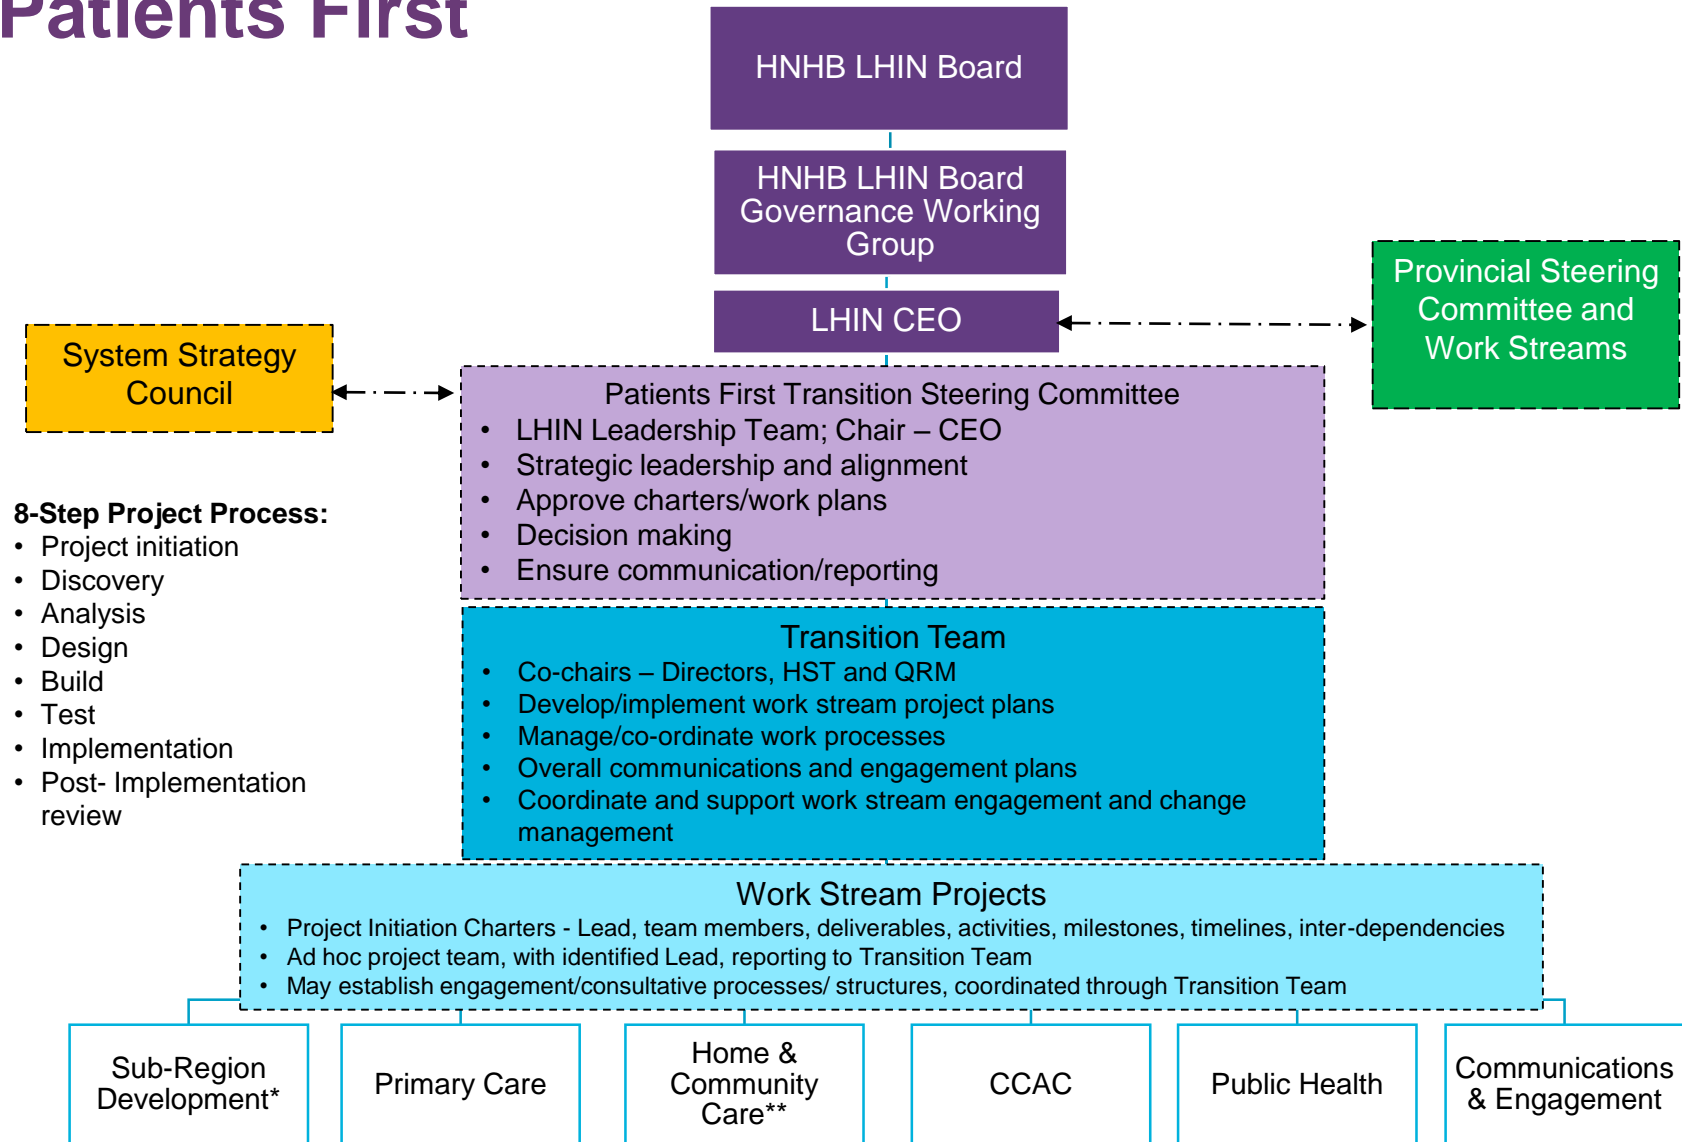 Patients First
HNHB LHIN Board
HNHB LHIN Board
Governance Working
Group
LHIN CEO
Provincial Steering
Committee and
Work Streams
System Strategy
Council
Patients First Transition Steering Committee
• LHIN Leadership Team; Chair – CEO
• Strategic leadership and alignment
• Approve charters/work plans
• Decision making
• Ensure communication/reporting
8-Step Project Process:
• Project initiation
• Discovery
• Analysis
• Design
• Build
• Test
• Implementation
• Post- Implementation
review
Transition Team
• Co-chairs – Directors, HST and QRM
• Develop/implement work stream project plans
• Manage/co-ordinate work processes
• Overall communications and engagement plans
• Coordinate and support work stream engagement and change
management
Work Stream Projects
• Project Initiation Charters - Lead, team members, deliverables, activities, milestones, timelines, inter-dependencies
• Ad hoc project team, with identified Lead, reporting to Transition Team
• May establish engagement/consultative processes/ structures, coordinated through Transition Team
Sub-Region
Development*
Primary Care
Home &
Community
Care**
CCAC
Public Health
Communications
& Engagement